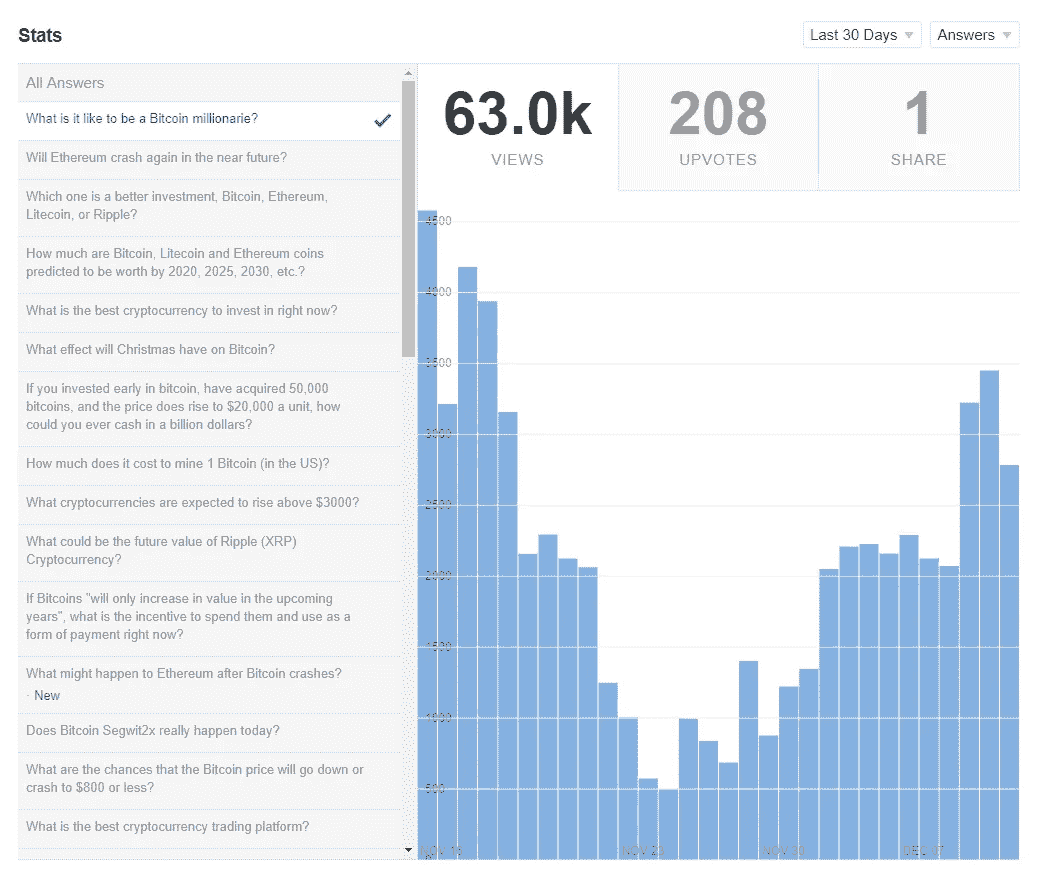 Stats
Last 30 Days
Answers
All Answers
What is it like to be a Bitcoin millionarie?
Will Ethereum crash again in the near future?
Which one is a better investment, Bitcoin, Ethereum,
Litecoin, or Ripple?
How much are Bitcoin, Litecoin and Ethereum coins
predicted to be worth by 2020, 2025, 2030, etc.?
What is the best cryptocurrency to invest in right now?
What effect will Christmas have on Bitcoin?
If you invested early in bitcoin, have acquired 50,000
bitcoins, and the price does rise to $20,000 a unit, how
could you ever cash in a billion dollars?
How much does it cost to mine 1 Bitcoin (in the US)?
What cryptocurrencies are expected to rise above $3000?
What could be the future value of Ripple (XRP)
Cryptocurrency?
If Bitcoins "will only increase in value in the upcoming
years", what is the incentive to spend them and use as a
form of payment right now?
What might happen to Ethereum after Bitcoin crashes?
· New
Does Bitcoin Segwit2x really happen today?
What are the chances that the Bitcoin price will go down or
crash to $800 or less?
What is the best cryptocurrency trading platform?
63.0k
VIEWS
208
UPVOTES
1
SHARE
4500
4000
3500
3000
2500
2000
1500
1000
500
0
NOV 23
NOV 30
DEC 07